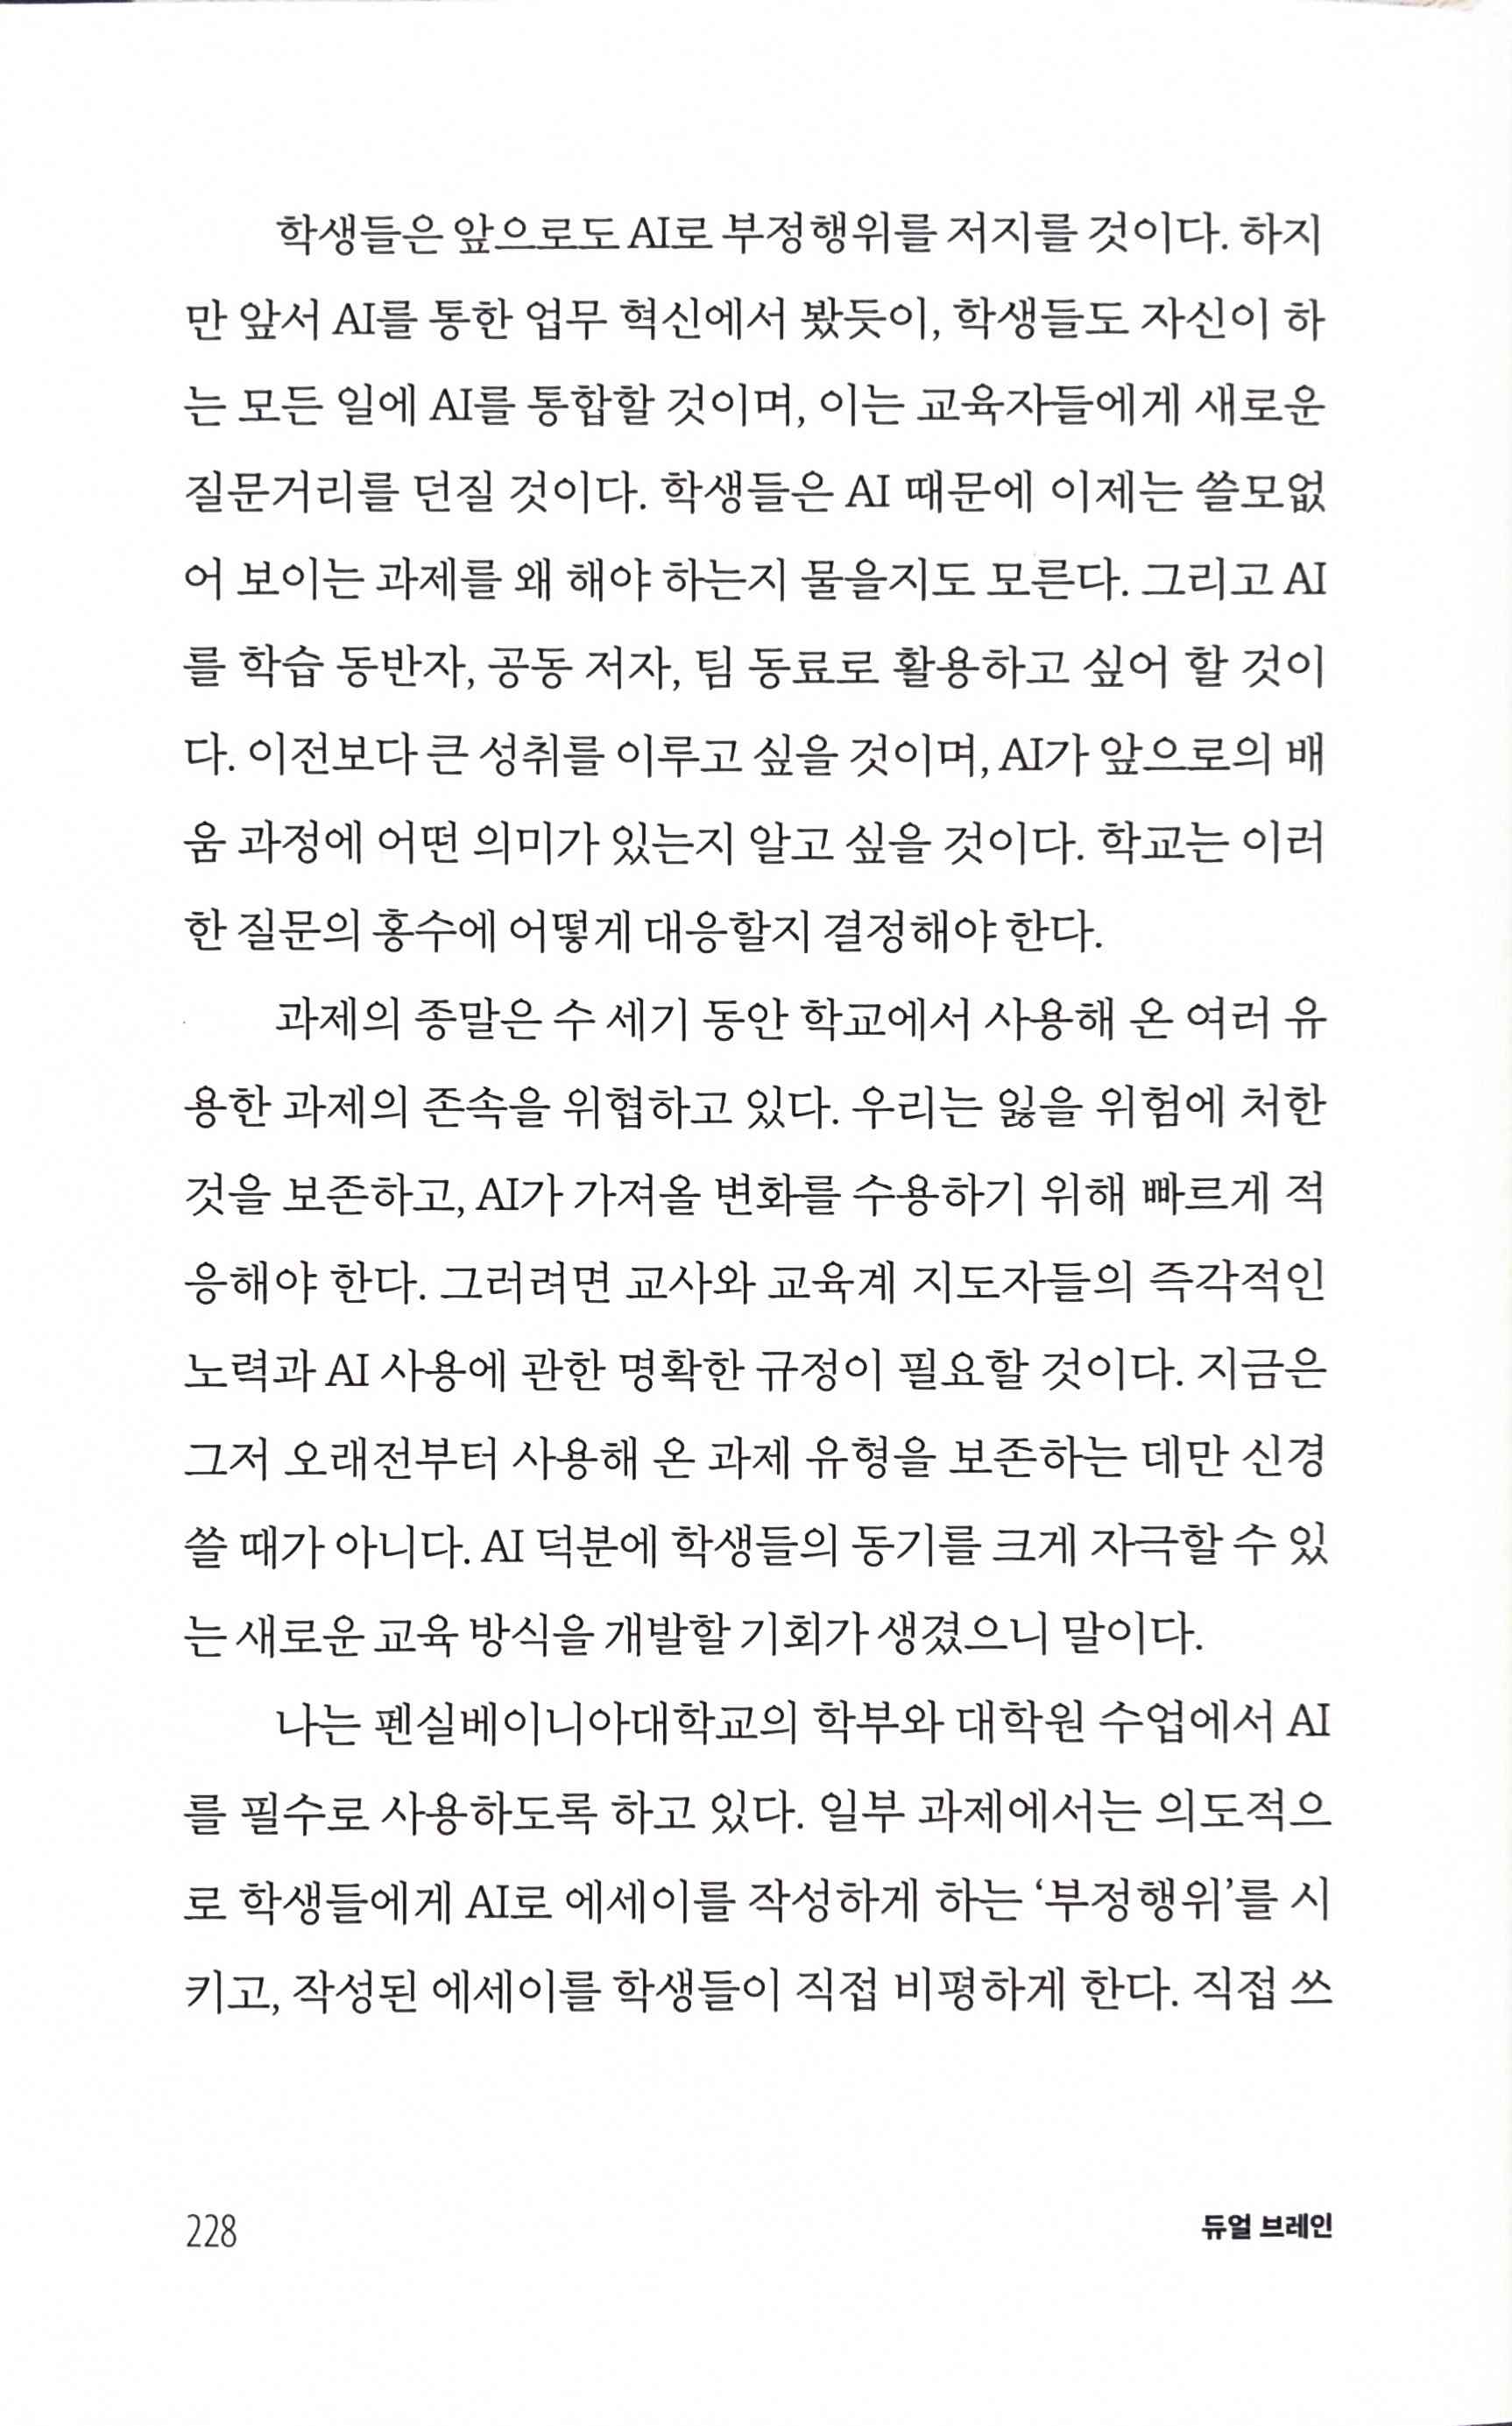 학생들은 앞으로도 AI로 부정행위를 저지를 것이다. 하지
만 앞서 AI를 통한 업무 혁신에서 봤듯이, 학생들도 자신이 하
는 모든 일에 AI를 통합할 것이며, 이는 교육자들에게 새로운
질문거리를 던질 것이다. 학생들은 AI 때문에 이제는 쓸모없
어 보이는 과제를 왜 해야 하는지 물을지도 모른다. 그리고 AI
를 학습 동반자, 공동 저자, 팀 동료로 활용하고 싶어 할 것이
다. 이전보다 큰 성취를 이루고 싶을 것이며, AI가 앞으로의 배
움 과정에 어떤 의미가 있는지 알고 싶을 것이다. 학교는 이러
한 질문의 홍수에 어떻게 대응할지 결정해야 한다.
과제의 종말은 수 세기 동안 학교에서 사용해 온 여러 유
용한 과제의 존속을 위협하고 있다. 우리는 잃을 위험에 처한
것을 보존하고, AI가 가져올 변화를 수용하기 위해 빠르게 적
응해야 한다. 그러려면 교사와 교육계 지도자들의 즉각적인
노력과 AI 사용에 관한 명확한 규정이 필요할 것이다. 지금은
그저 오래전부터 사용해 온 과제 유형을 보존하는 데만 신경
쓸 때가 아니다. AI 덕분에 학생들의 동기를 크게 자극할 수 있
는 새로운 교육 방식을 개발할 기회가 생겼으니 말이다.
나는 펜실베이니아대학교의 학부와 대학원 수업에서 AI
를 필수로 사용하도록 하고 있다. 일부 과제에서는 의도적으
로 학생들에게 AI로 에세이를 작성하게 하는 ‘부정행위’를 시
키고, 작성된 에세이를 학생들이 직접 비평하게 한다. 직접 쓰
228
듀얼 브레인